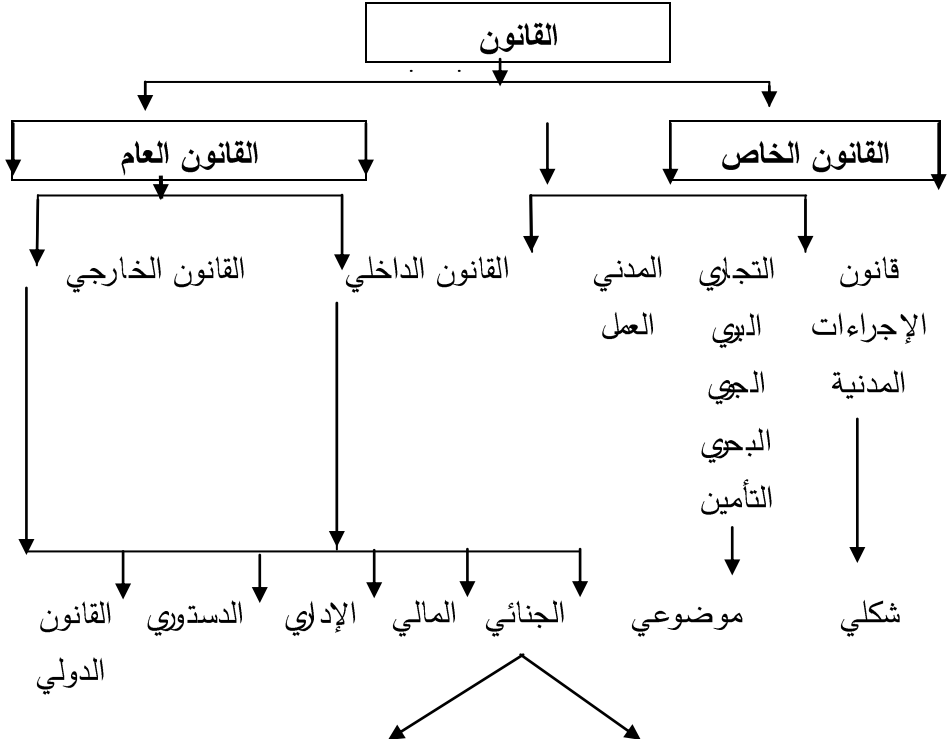 القانون
القانون الخاص
القانون العام
قانون
الإجراءات
المدنية
التجاري
البري
الجوي
البحري
التأمين
المدني
العمل
القانون الداخلي
القانون الخارجي
شكلي
موضوعي
الجنائي
المالي
الإداري
الدستوري
القانون
الدولي